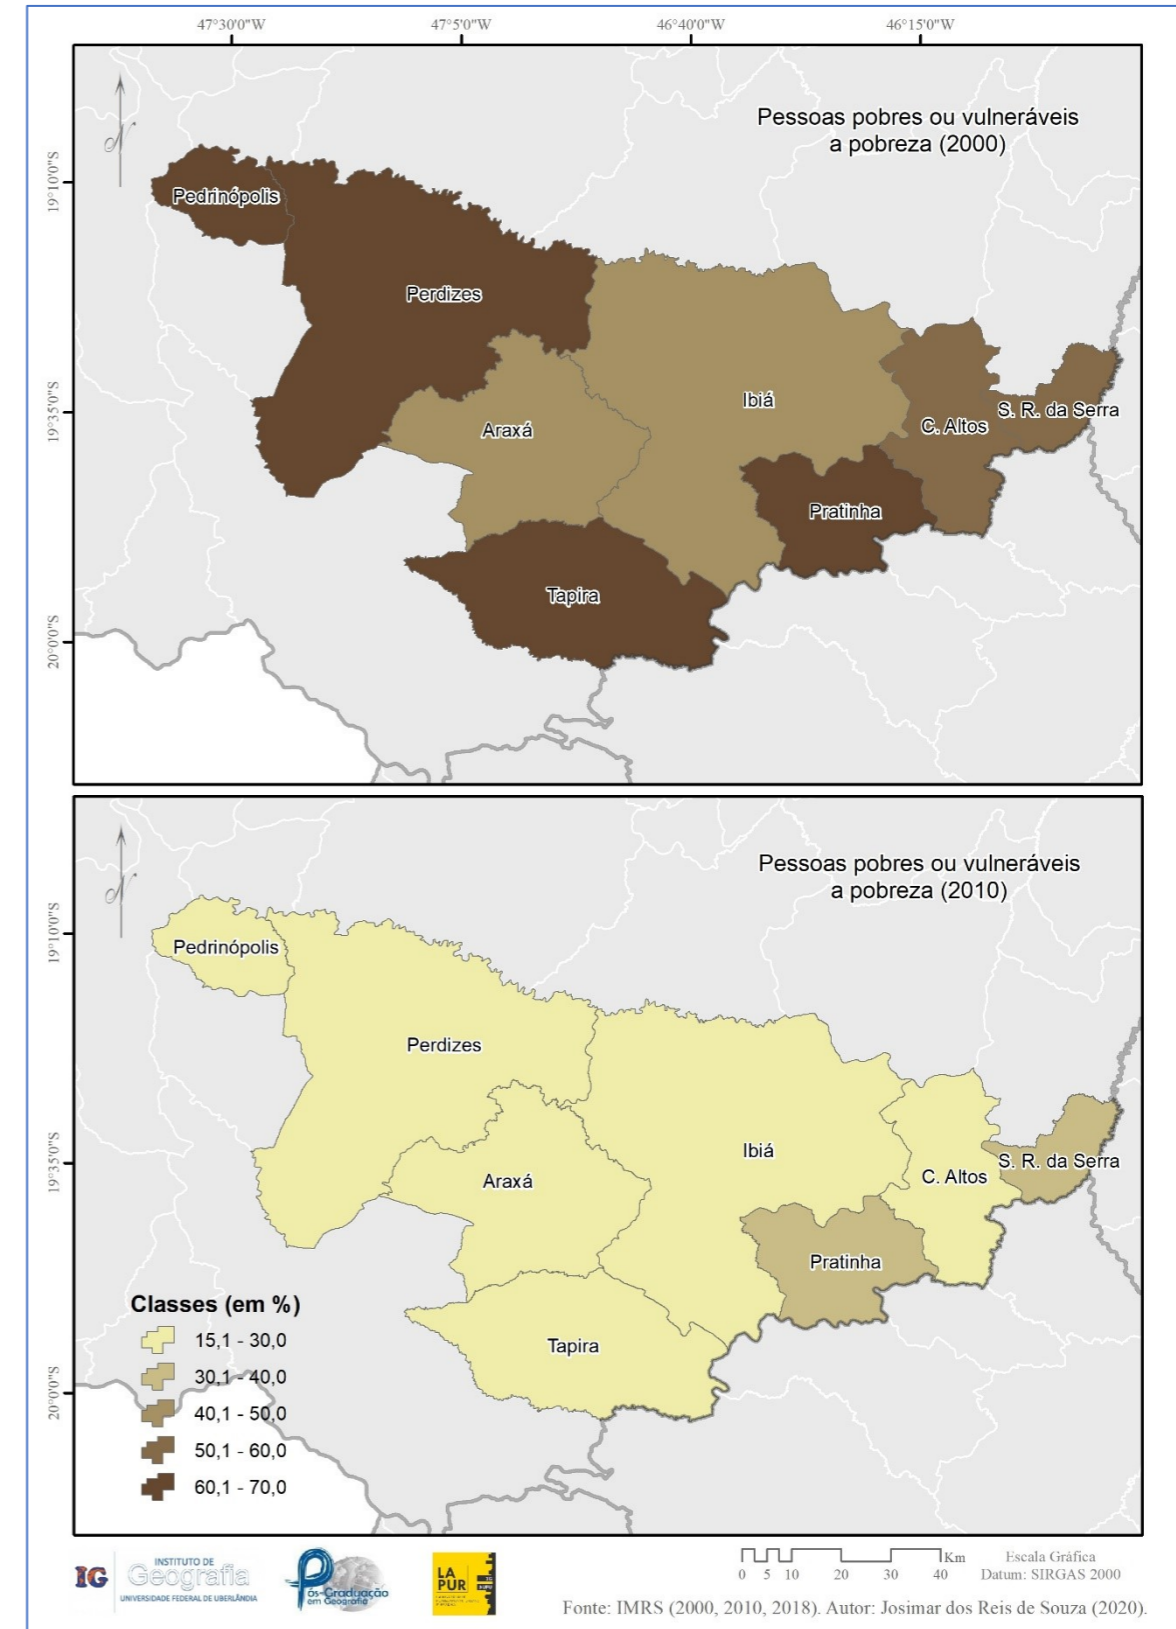 47°30'0"W 47°5'0"W 46°40'0"W 46°15'0"W
Pessoas pobres ou vulneráveis
a pobreza (2000)
N
19°10'0"S
Pedrinópolis
Perdizes
Ibiá
19°35'0"S
S. R. da Serra
C. Altos
Araxá
Pratinha
Tapira
20°0'0"S
Pessoas pobres ou vulneráveis
a pobreza (2010)
N
19°10'0"S
Pedrinópolis
Perdizes
Ibiá
19°35'0"S
S. R. da Serra
C. Altos
Araxá
Pratinha
Classes (em %)
15,1 - 30,0
Tapira
30,1 - 40,0
20°0'0"S
40,1 - 50,0
50,1 - 60,0
60,1 - 70,0
IG
INSTITUTO DE
Geografia
UNIVERSIDADE FEDERAL DE UBERLÂNDIA
Pós-Graduação
em Geografia
LA
PUR
Km
0 5 10 20 30 40
Escala Gráfica
Datum: SIRGAS 2000
Fonte: IMRS (2000, 2010, 2018). Autor: Josimar dos Reis de Souza (2020).